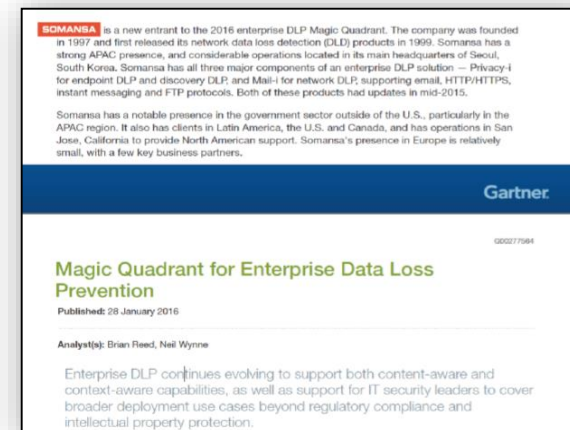 SOMANSA is a new entrant to the 2016 enterprise DLP Magic Quadrant. The company was founded
in 1997 and first released its network data loss detection (DLD) products in 1999. Somansa has a
strong APAC presence, and considerable operations located in its main headquarters of Seoul,
South Korea. Somansa has all three major components of an enterprise DLP solution — Privacy-i
for endpoint DLP and discovery DLP, and Mail-i for network DLP, supporting email, HTTP/HTTPS,
instant messaging and FTP protocols. Both of these products had updates in mid-2015.
Somansa has a notable presence in the government sector outside of the U.S., particularly in the
APAC region. It also has clients in Latin America, the U.S. and Canada, and has operations in San
Jose, California to provide North American support. Somansa's presence in Europe is relatively
small, with a few key business partners.
Gartner
G00277564
Magic Quadrant for Enterprise Data Loss
Prevention
Published: 28 January 2016
Analyst(s): Brian Reed, Neil Wynne
Enterprise DLP continues evolving to support both content-aware and
context-aware capabilities, as well as support for IT security leaders to cover
broader deployment use cases beyond regulatory compliance and
intellectual property protection.